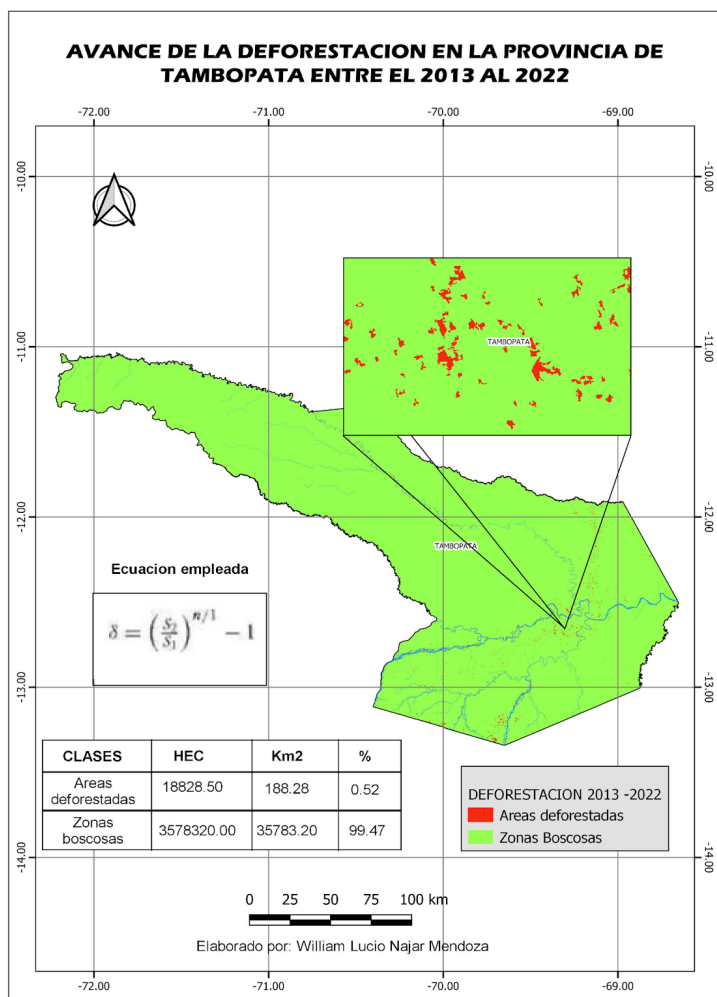 AVANCE DE LA DEFORESTACION EN LA PROVINCIA DE
TAMBOPATA ENTRE EL 2013 AL 2022
-72.00 -71.00 -70.00 -69.00
-10.00 -10.00
TAMBOPATA
-11.00 -11.00
-12.00 -12.00
TAMBOPATA
Ecuacion empleada
δ = (S2/S1)^n/1 − 1
-13.00 -13.00
CLASES HEC Km2 %
Areas
deforestadas 18828.50 188.28 0.52
Zonas
boscosas 3578320.00 35783.20 99.47
DEFORESTACION 2013 -2022
Areas deforestadas
Zonas Boscosas
-14.00 -14.00
0 25 50 75 100 km
Elaborado por: William Lucio Najar Mendoza
-72.00 -71.00 -70.00 -69.00